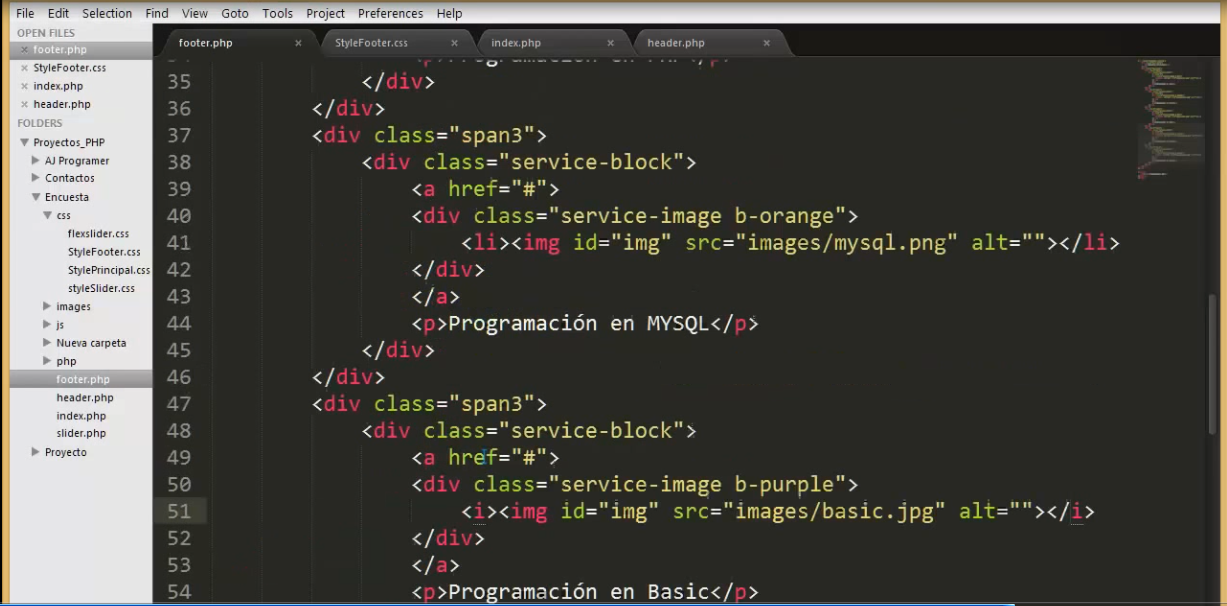 File Edit Selection Find View Goto Tools Project Preferences Help
OPEN FILES
× footer.php
× StyleFooter.css
× index.php
× header.php
FOLDERS
Proyectos_PHP
AJ Programer
Contactos
Encuesta
css
flexslider.css
StyleFooter.css
StylePrincipal.css
styleSlider.css
images
js
Nueva carpeta
php
footer.php
header.php
index.php
slider.php
Proyecto
footer.php × StyleFooter.css × index.php × header.php ×
35 </div>
36 </div>
37 <div class="span3">
38 <div class="service-block">
39 <a href="#">
40 <div class="service-image b-orange">
41 <li><img id="img" src="images/mysql.png" alt=""></li>
42 </div>
43 </a>
44 <p>Programación en MYSQL</p>
45 </div>
46 </div>
47 <div class="span3">
48 <div class="service-block">
49 <a href="#">
50 <div class="service-image b-purple">
51 <i><img id="img" src="images/basic.jpg" alt=""></i>
52 </div>
53 </a>
54 <p>Programación en Basic</p>